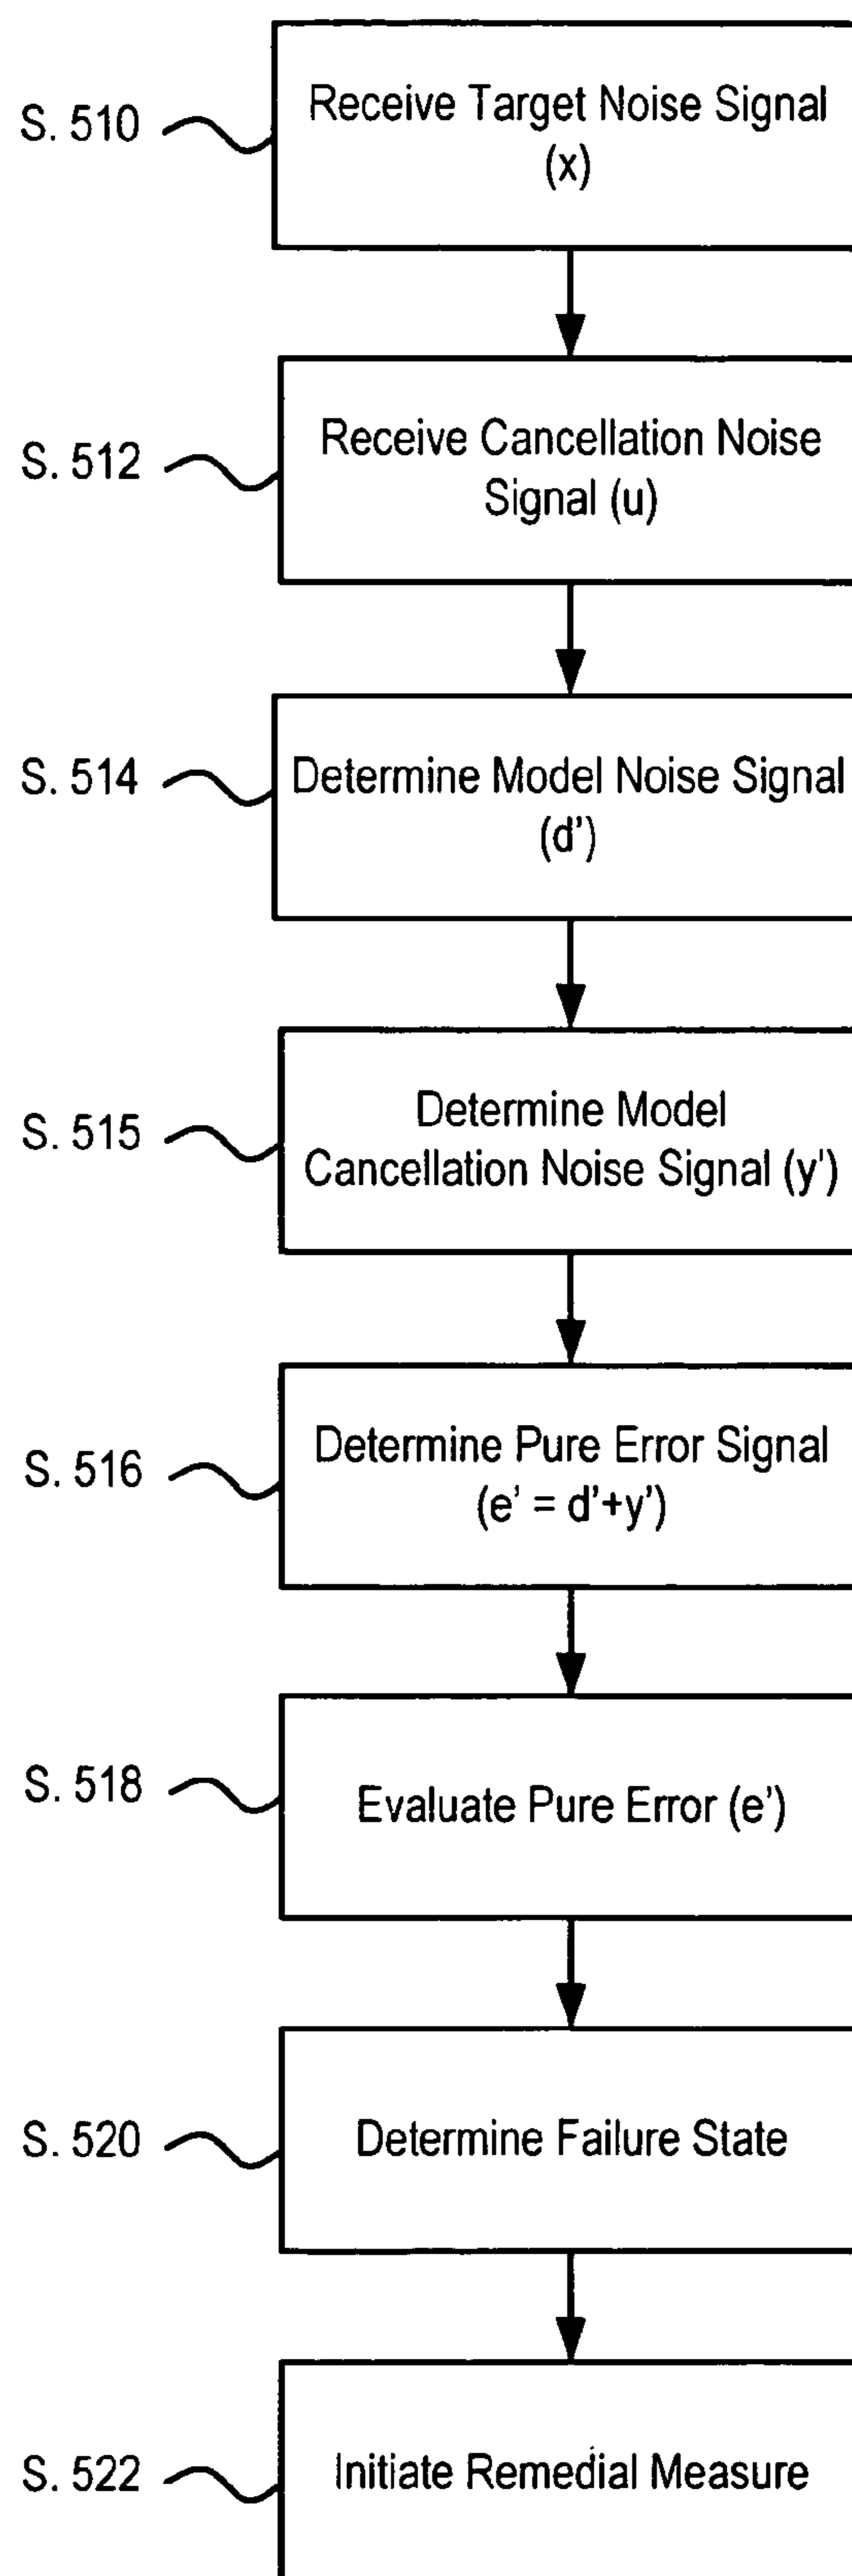 S. 510
Receive Target Noise Signal
(x)
S. 512
Receive Cancellation Noise
Signal (u)
S. 514
Determine Model Noise Signal
(d’)
S. 515
Determine Model
Cancellation Noise Signal (y')
S. 516
Determine Pure Error Signal
(e’ = d’+y’)
S. 518
Evaluate Pure Error (e’)
S. 520
Determine Failure State
S. 522
Initiate Remedial Measure